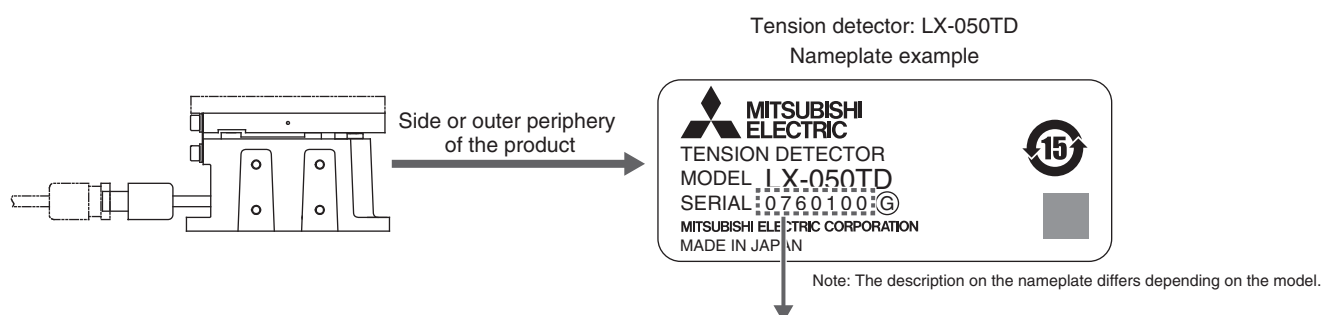 Tension detector: LX-050TD
Nameplate example
Side or outer periphery
of the product
MITSUBISHI
ELECTRIC
TENSION DETECTOR
MODEL LX-050TD
SERIAL 0760100 G
MITSUBISHI ELECTRIC CORPORATION
MADE IN JAPAN
15
Note: The description on the nameplate differs depending on the model.